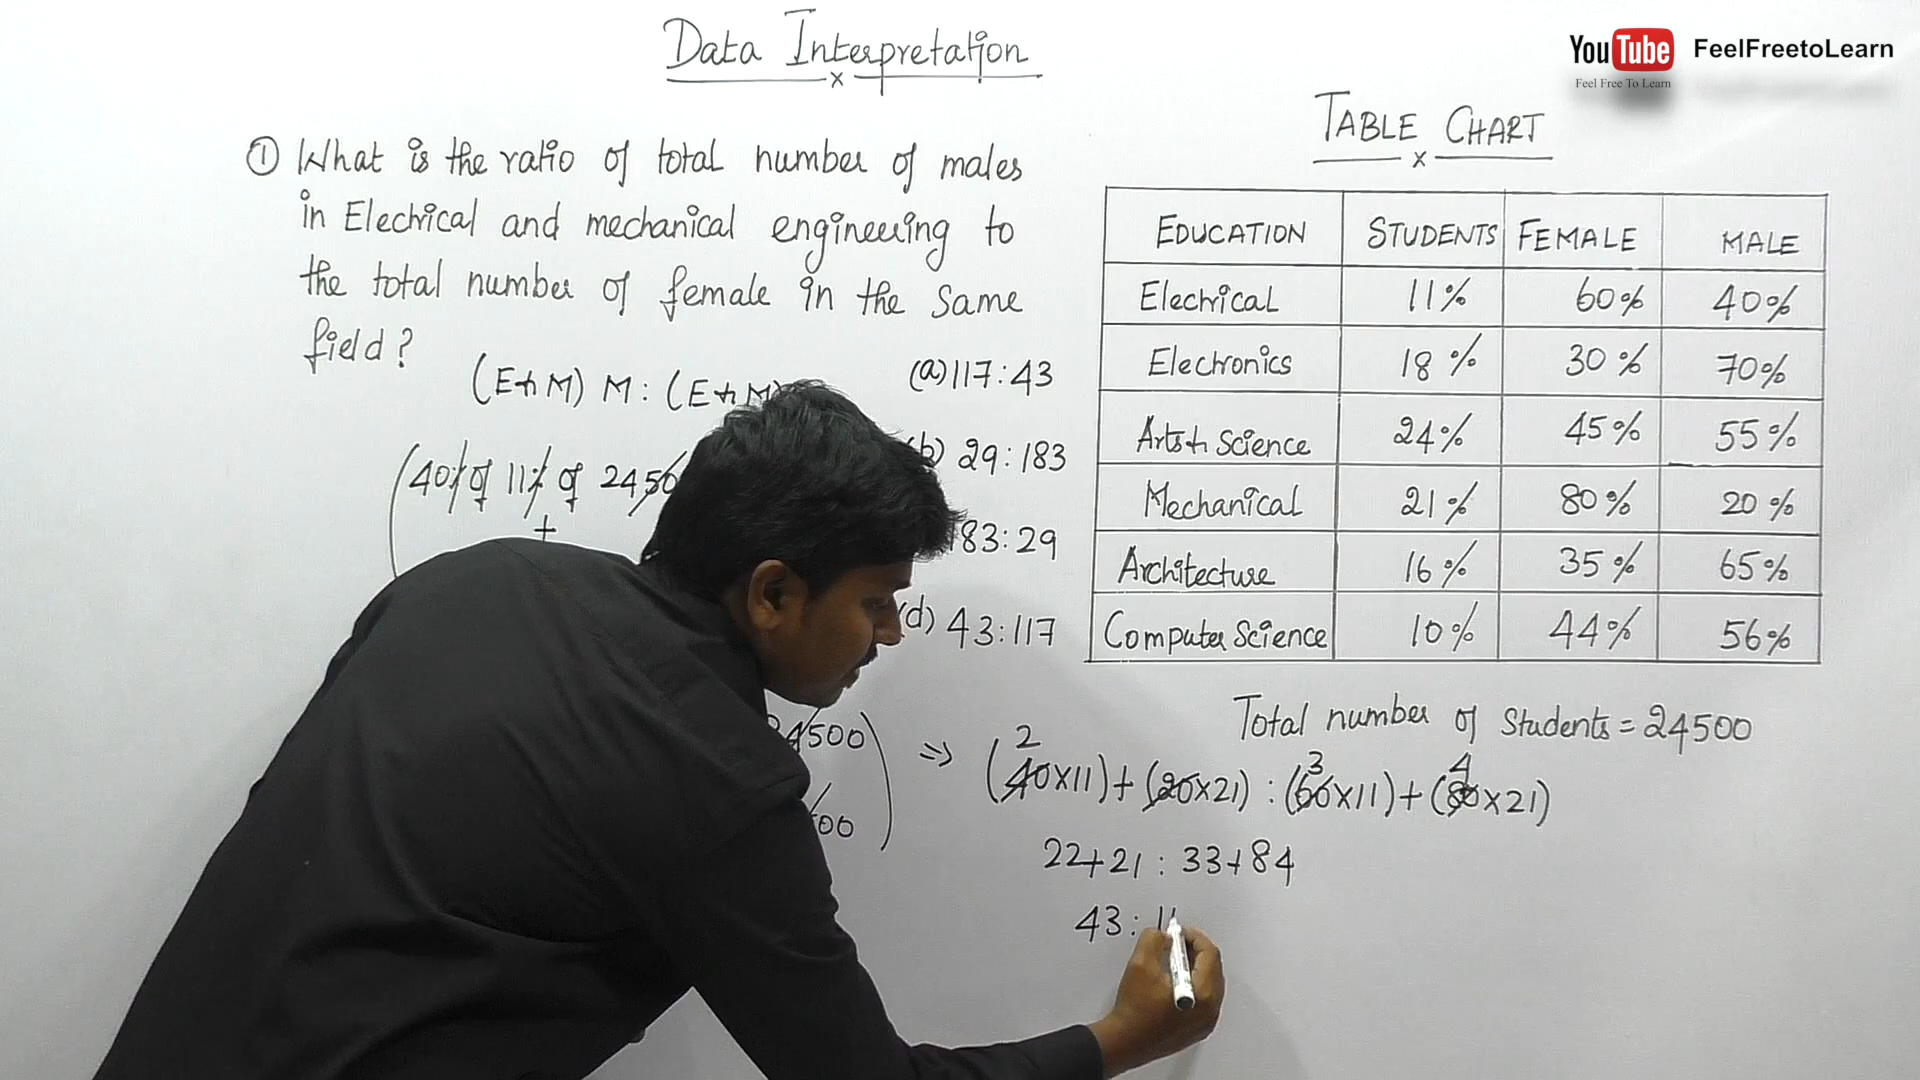 Data Interpretation
x
YouTube FeelFreetoLearn
Feel Free To Learn
① What is the ratio of total number of males
in Electrical and mechanical engineering to
the total number of female in the same
field?
(E+M) M : (E+M)
(40% of 11% of 2450
+
(a) 117:43
(b) 29:183
83:29
(d) 43:117
TABLE CHART
x
EDUCATION STUDENTS FEMALE MALE
Electrical 11% 60% 40%
Electronics 18% 30% 70%
Arts+Science 24% 45% 55%
Mechanical 21% 80% 20%
Architecture 16% 35% 65%
Computer Science 10% 44% 56%
Total number of Students = 24500
24500)
00
2 3 4
⇒ (40x11)+(20x21) : (60x11)+(80x21)
22+21 : 33+84
43 : 11